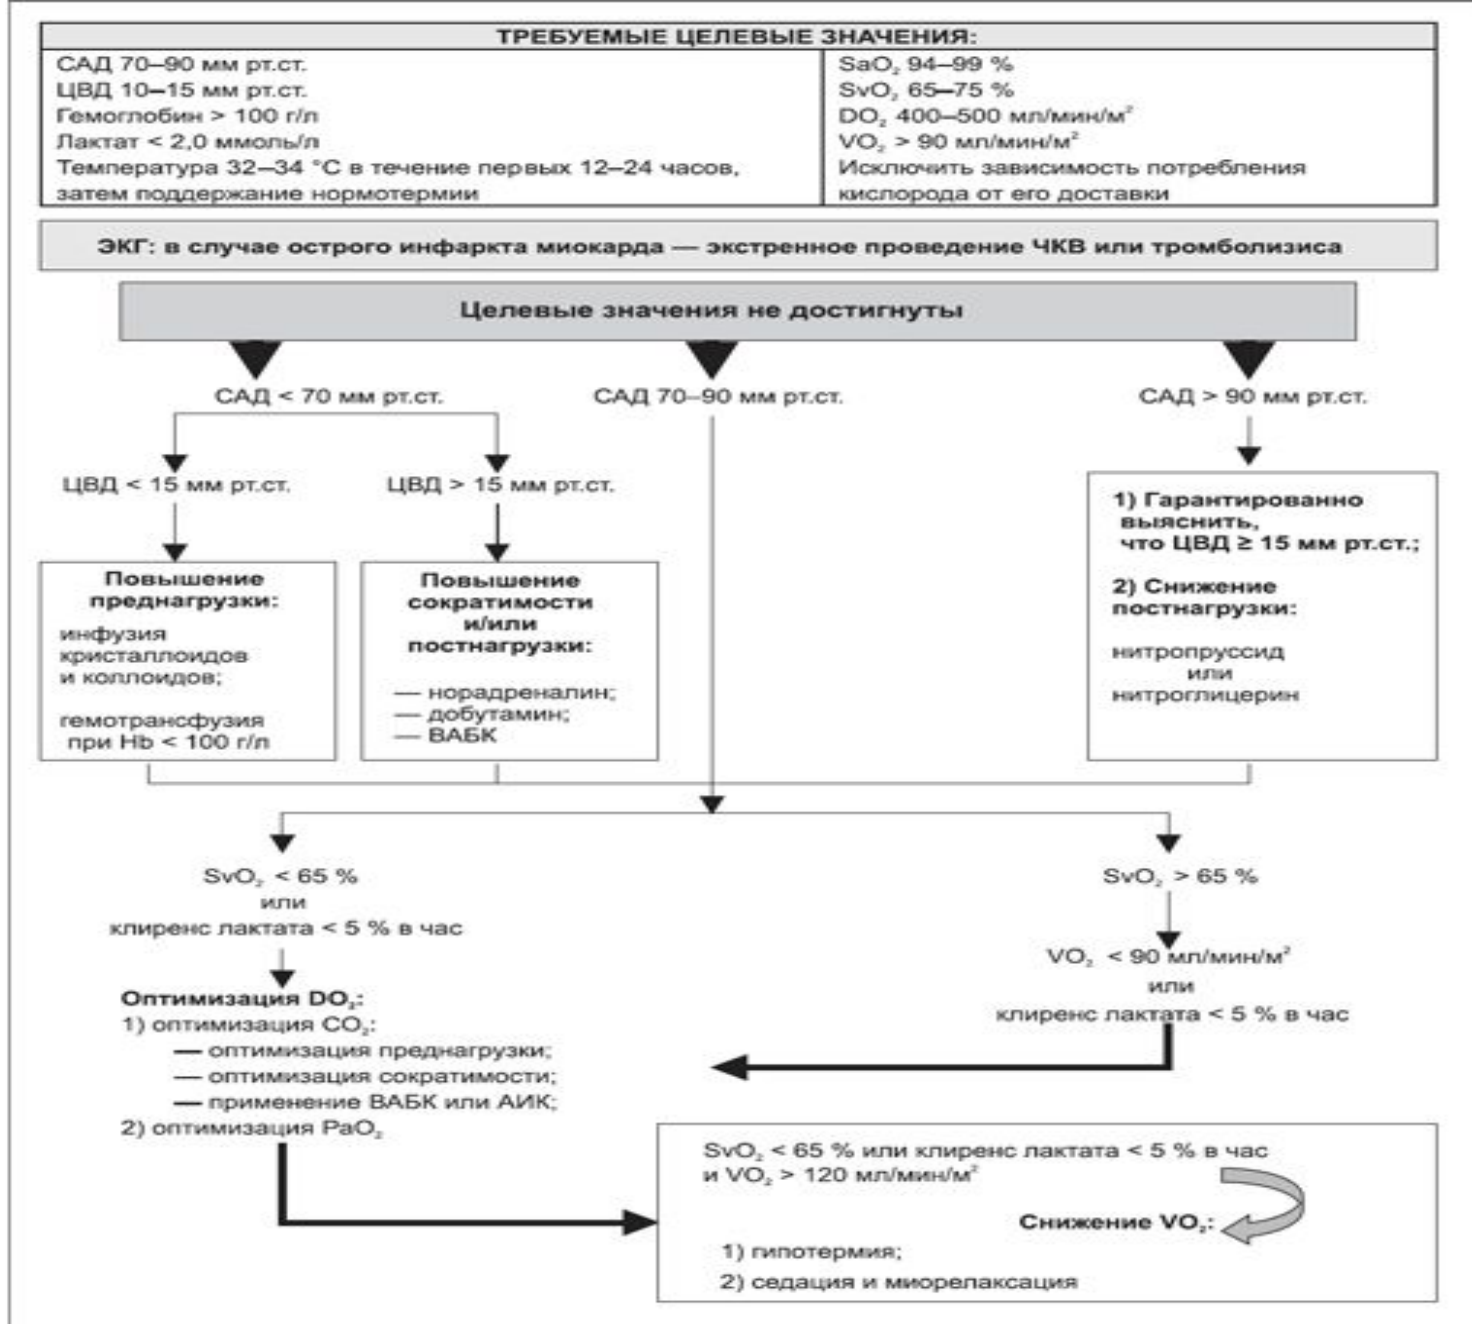 ТРЕБУЕМЫЕ ЦЕЛЕВЫЕ ЗНАЧЕНИЯ:
САД 70–90 мм рт.ст.
ЦВД 10–15 мм рт.ст.
Гемоглобин > 100 г/л
Лактат < 2,0 ммоль/л
Температура 32–34 °С в течение первых 12–24 часов,
затем поддержание нормотермии
SaO₂ 94–99 %
SvO₂ 65–75 %
DO₂ 400–500 мл/мин/м²
VO₂ > 90 мл/мин/м²
Исключить зависимость потребления
кислорода от его доставки
ЭКГ: в случае острого инфаркта миокарда — экстренное проведение ЧКВ или тромболизиса
Целевые значения не достигнуты
САД < 70 мм рт.ст.
САД 70–90 мм рт.ст.
САД > 90 мм рт.ст.
ЦВД < 15 мм рт.ст.
ЦВД > 15 мм рт.ст.
Повышение
преднагрузки:
инфузия
кристаллоидов
и коллоидов;
гемотрансфузия
при Hb < 100 г/л
Повышение
сократимости
и/или
постнагрузки:
— норадреналин;
— добутамин;
— ВАБК
1) Гарантированно
выяснить,
что ЦВД ≥ 15 мм рт.ст.;
2) Снижение
постнагрузки:
нитропруссид
или
нитроглицерин
SvO₂ < 65 %
или
клиренс лактата < 5 % в час
Оптимизация DO₂:
1) оптимизация CO₂:
— оптимизация преднагрузки;
— оптимизация сократимости;
— применение ВАБК или АИК;
2) оптимизация PaO₂
SvO₂ > 65 %
VO₂ < 90 мл/мин/м²
или
клиренс лактата < 5 % в час
SvO₂ < 65 % или клиренс лактата < 5 % в час
и VO₂ > 120 мл/мин/м²
Снижение VO₂:
1) гипотермия;
2) седация и миорелаксация